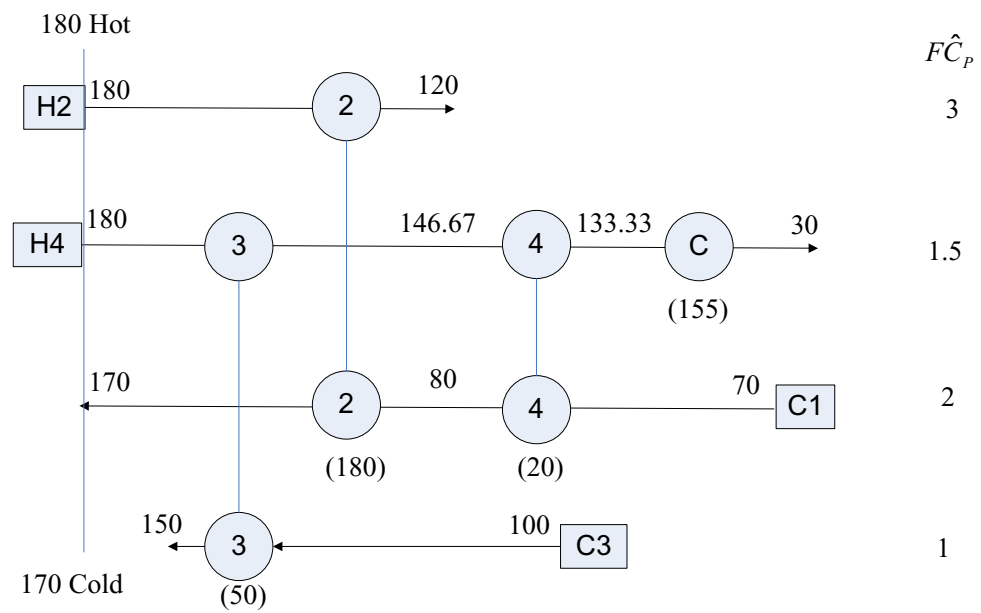 180 Hot
FĈ_P
H2 180 2 120 3
H4 180 3 146.67 4 133.33 C 30 1.5
(155)
170 2 80 4 70 C1 2
(180) (20)
150 3 100 C3 1
170 Cold (50)